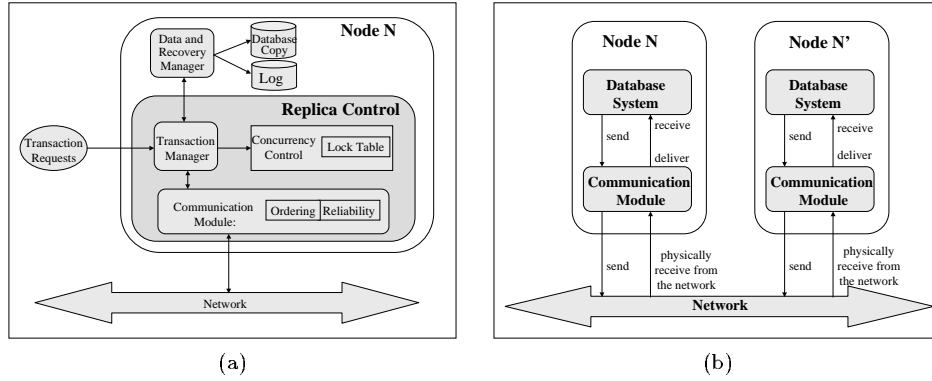 Node N
Data and
Recovery
Manager
Database
Copy
Log
Replica Control
Transaction
Requests
Transaction
Manager
Concurrency
Control
Lock Table
Communication
Module:
Ordering
Reliability
Network
(a)
Node N
Database
System
send
receive
deliver
Communication
Module
send
physically
receive from
the network
Node N’
Database
System
send
receive
deliver
Communication
Module
send
physically
receive from
the network
Network
(b)